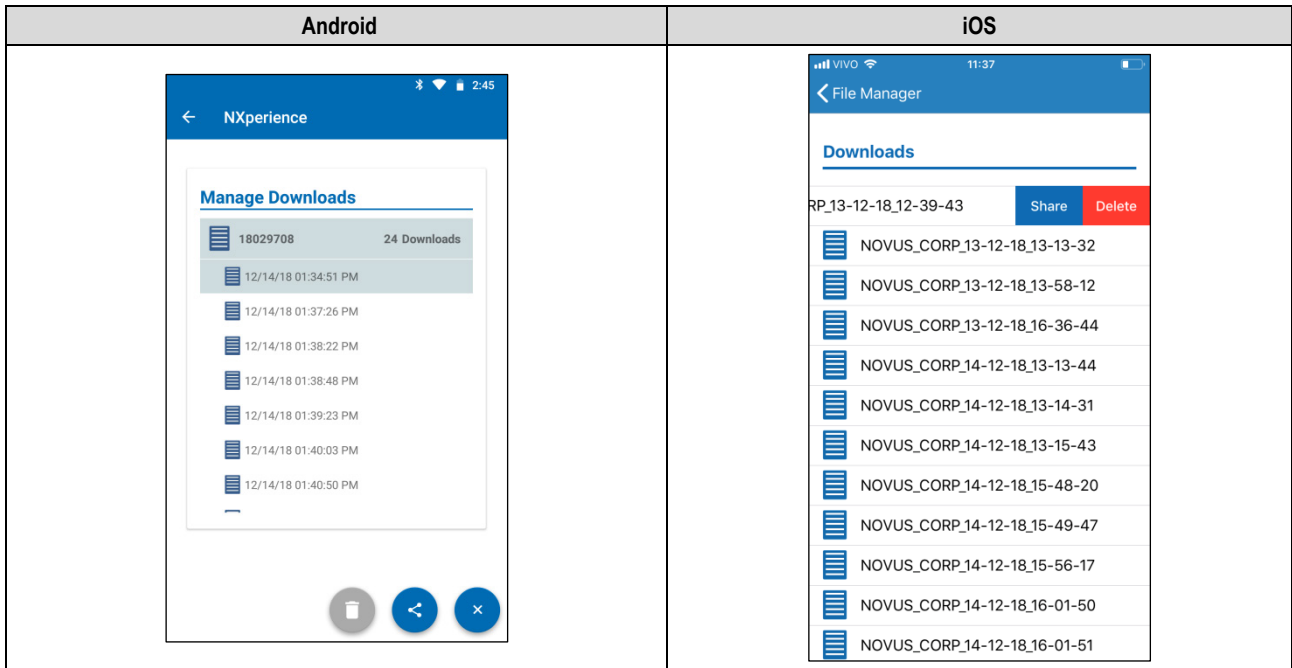 Android
iOS
2:45
NXperience
Manage Downloads
18029708 24 Downloads
12/14/18 01:34:51 PM
12/14/18 01:37:26 PM
12/14/18 01:38:22 PM
12/14/18 01:38:48 PM
12/14/18 01:39:23 PM
12/14/18 01:40:03 PM
12/14/18 01:40:50 PM
VIVO 11:37
File Manager
Downloads
RP_13-12-18_12-39-43 Share Delete
NOVUS_CORP_13-12-18_13-13-32
NOVUS_CORP_13-12-18_13-58-12
NOVUS_CORP_13-12-18_16-36-44
NOVUS_CORP_14-12-18_13-13-44
NOVUS_CORP_14-12-18_13-14-31
NOVUS_CORP_14-12-18_13-15-43
NOVUS_CORP_14-12-18_15-48-20
NOVUS_CORP_14-12-18_15-49-47
NOVUS_CORP_14-12-18_15-56-17
NOVUS_CORP_14-12-18_16-01-50
NOVUS_CORP_14-12-18_16-01-51